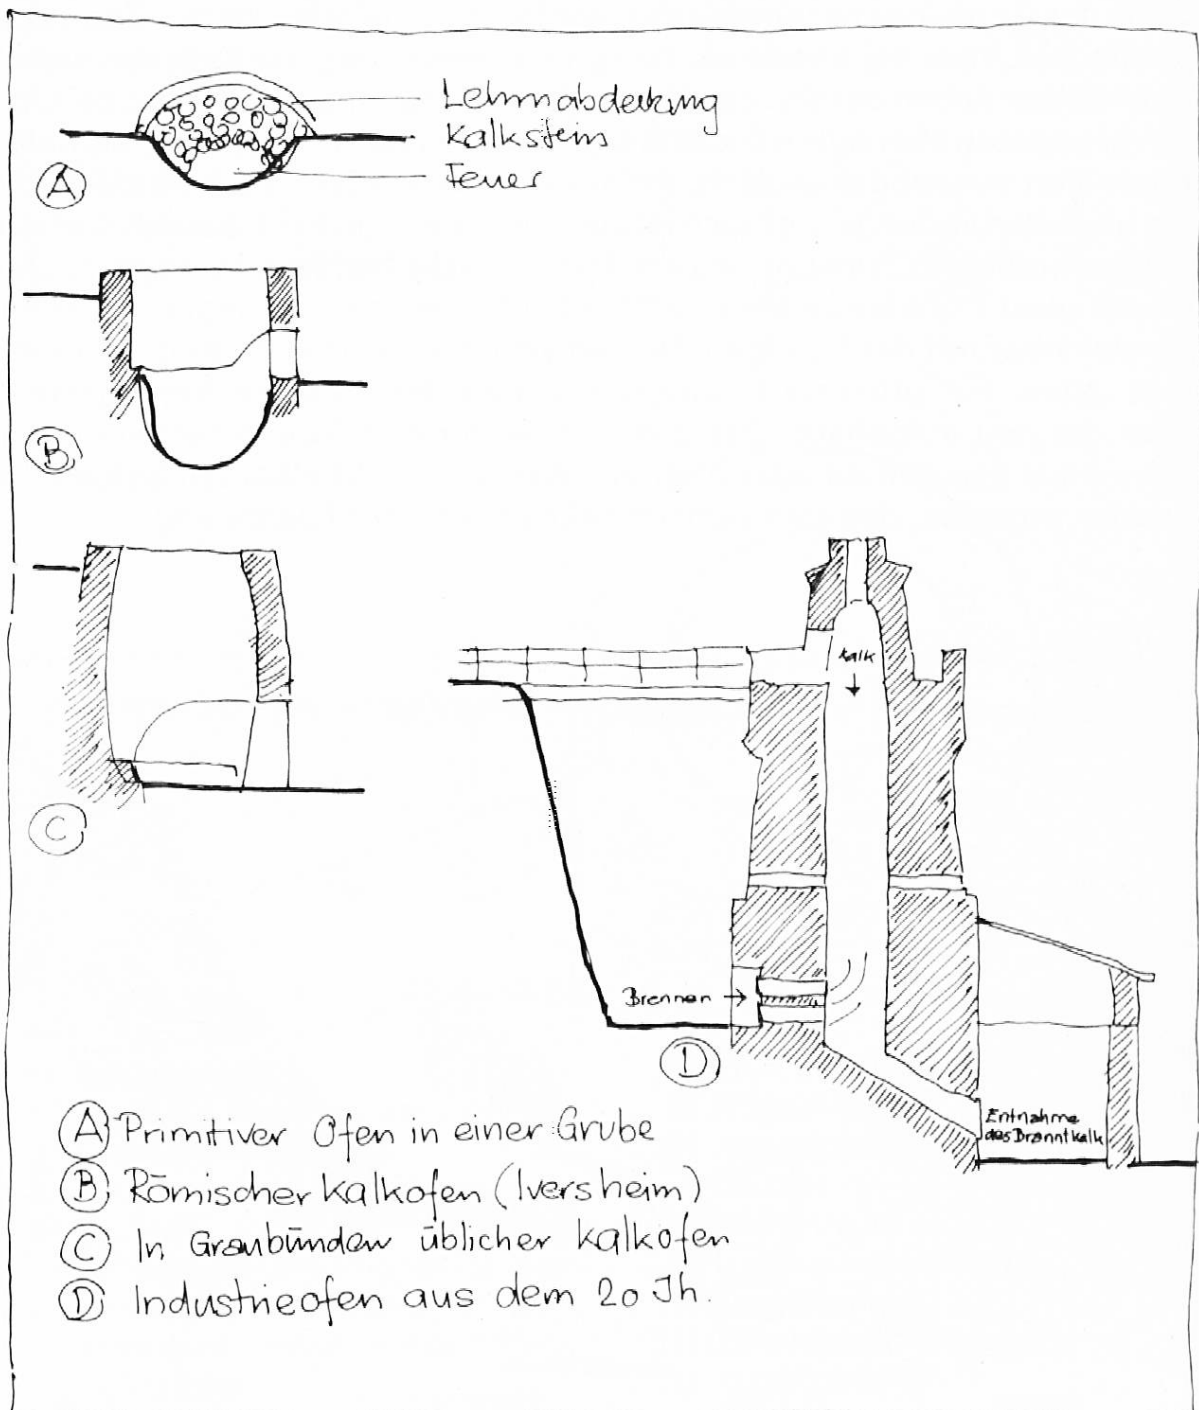 Lehmabdeckung
Kalkstein
Feuer
A
B
C
Kalk
Brennen
D
Entnahme
des Branntkalk
A Primitiver Ofen in einer Grube
B Römischer Kalkofen (Iversheim)
C In Graubünden üblicher Kalkofen
D Industrieofen aus dem 20 Jh.